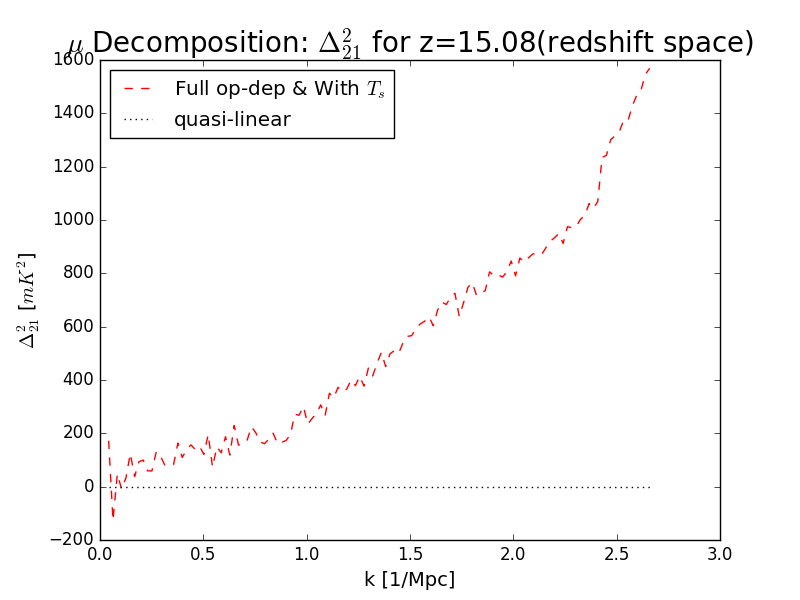 μ Decomposition: Δ²₂₁ for z=15.08(redshift space)
1600
1400
1200
1000
800
600
400
200
0
−200
Δ²₂₁ [mK²]
Full op-dep & With Tₛ
quasi-linear
0.0 0.5 1.0 1.5 2.0 2.5 3.0
k [1/Mpc]